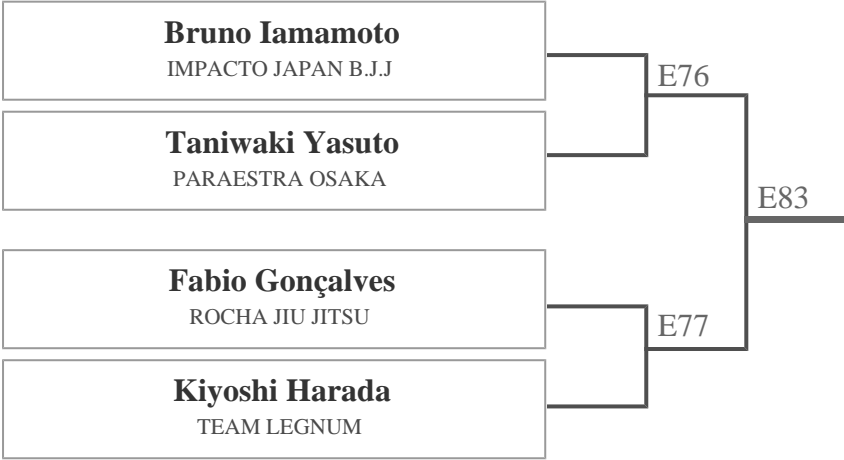 Bruno Iamamoto
IMPACTO JAPAN B.J.J
E76
Taniwaki Yasuto
PARAESTRA OSAKA
E83
Fabio Gonçalves
ROCHA JIU JITSU
E77
Kiyoshi Harada
TEAM LEGNUM